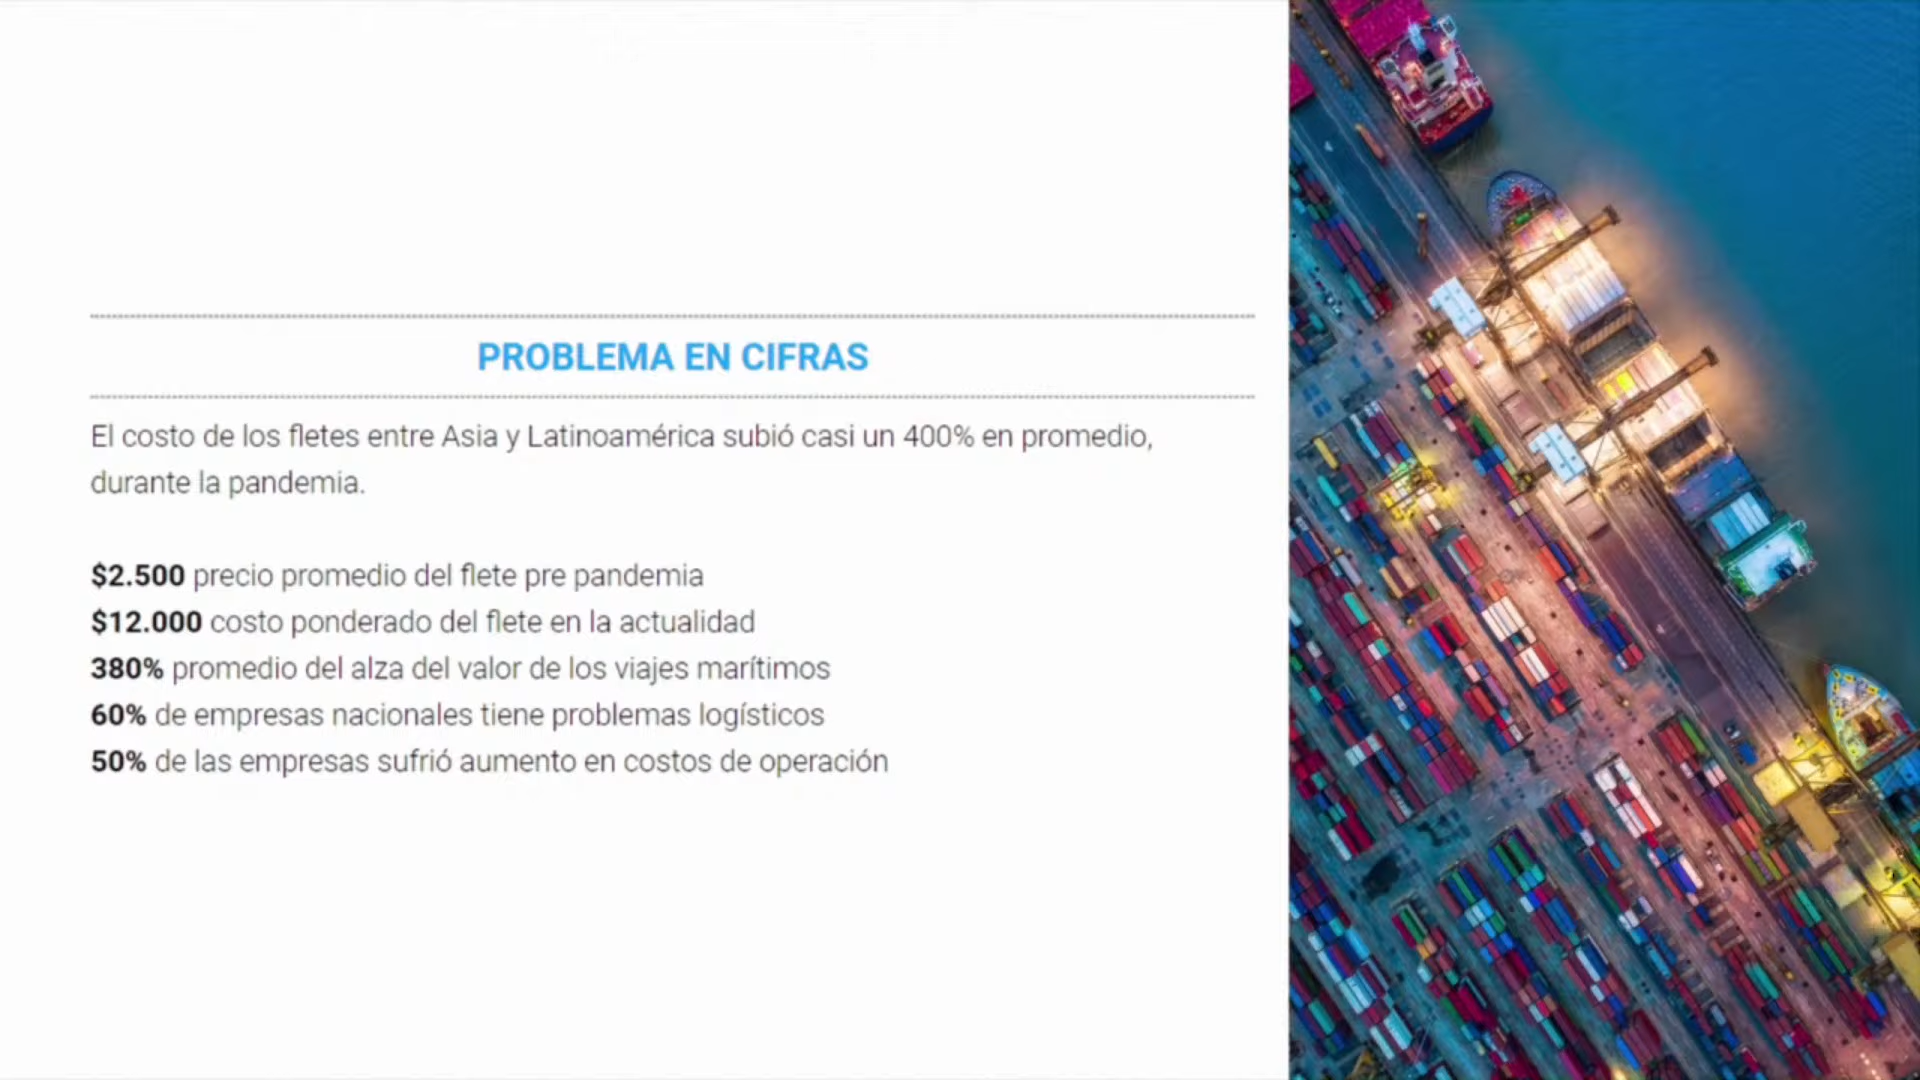 PROBLEMA EN CIFRAS
El costo de los fletes entre Asia y Latinoamérica subió casi un 400% en promedio,
durante la pandemia.
$2.500 precio promedio del flete pre pandemia
$12.000 costo ponderado del flete en la actualidad
380% promedio del alza del valor de los viajes marítimos
60% de empresas nacionales tiene problemas logísticos
50% de las empresas sufrió aumento en costos de operación